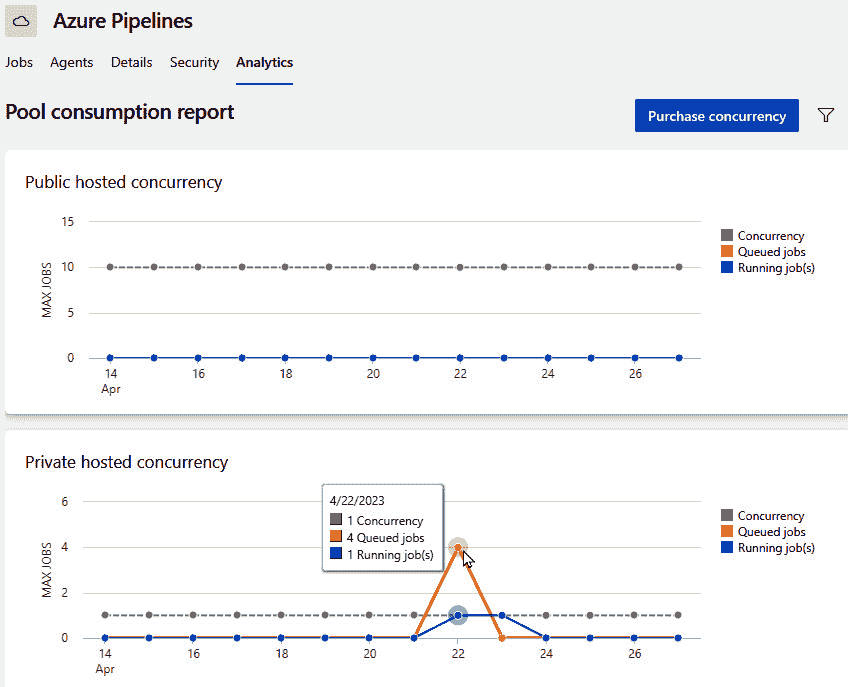 Azure Pipelines
Jobs Agents Details Security Analytics
Pool consumption report
Purchase concurrency
Public hosted concurrency
15
10
5
0
MAX JOBS
14 16 18 20 22 24 26
Apr
Concurrency
Queued jobs
Running job(s)
Private hosted concurrency
6
4
2
0
MAX JOBS
4/22/2023
1 Concurrency
4 Queued jobs
1 Running job(s)
14 16 18 20 22 24 26
Apr
Concurrency
Queued jobs
Running job(s)